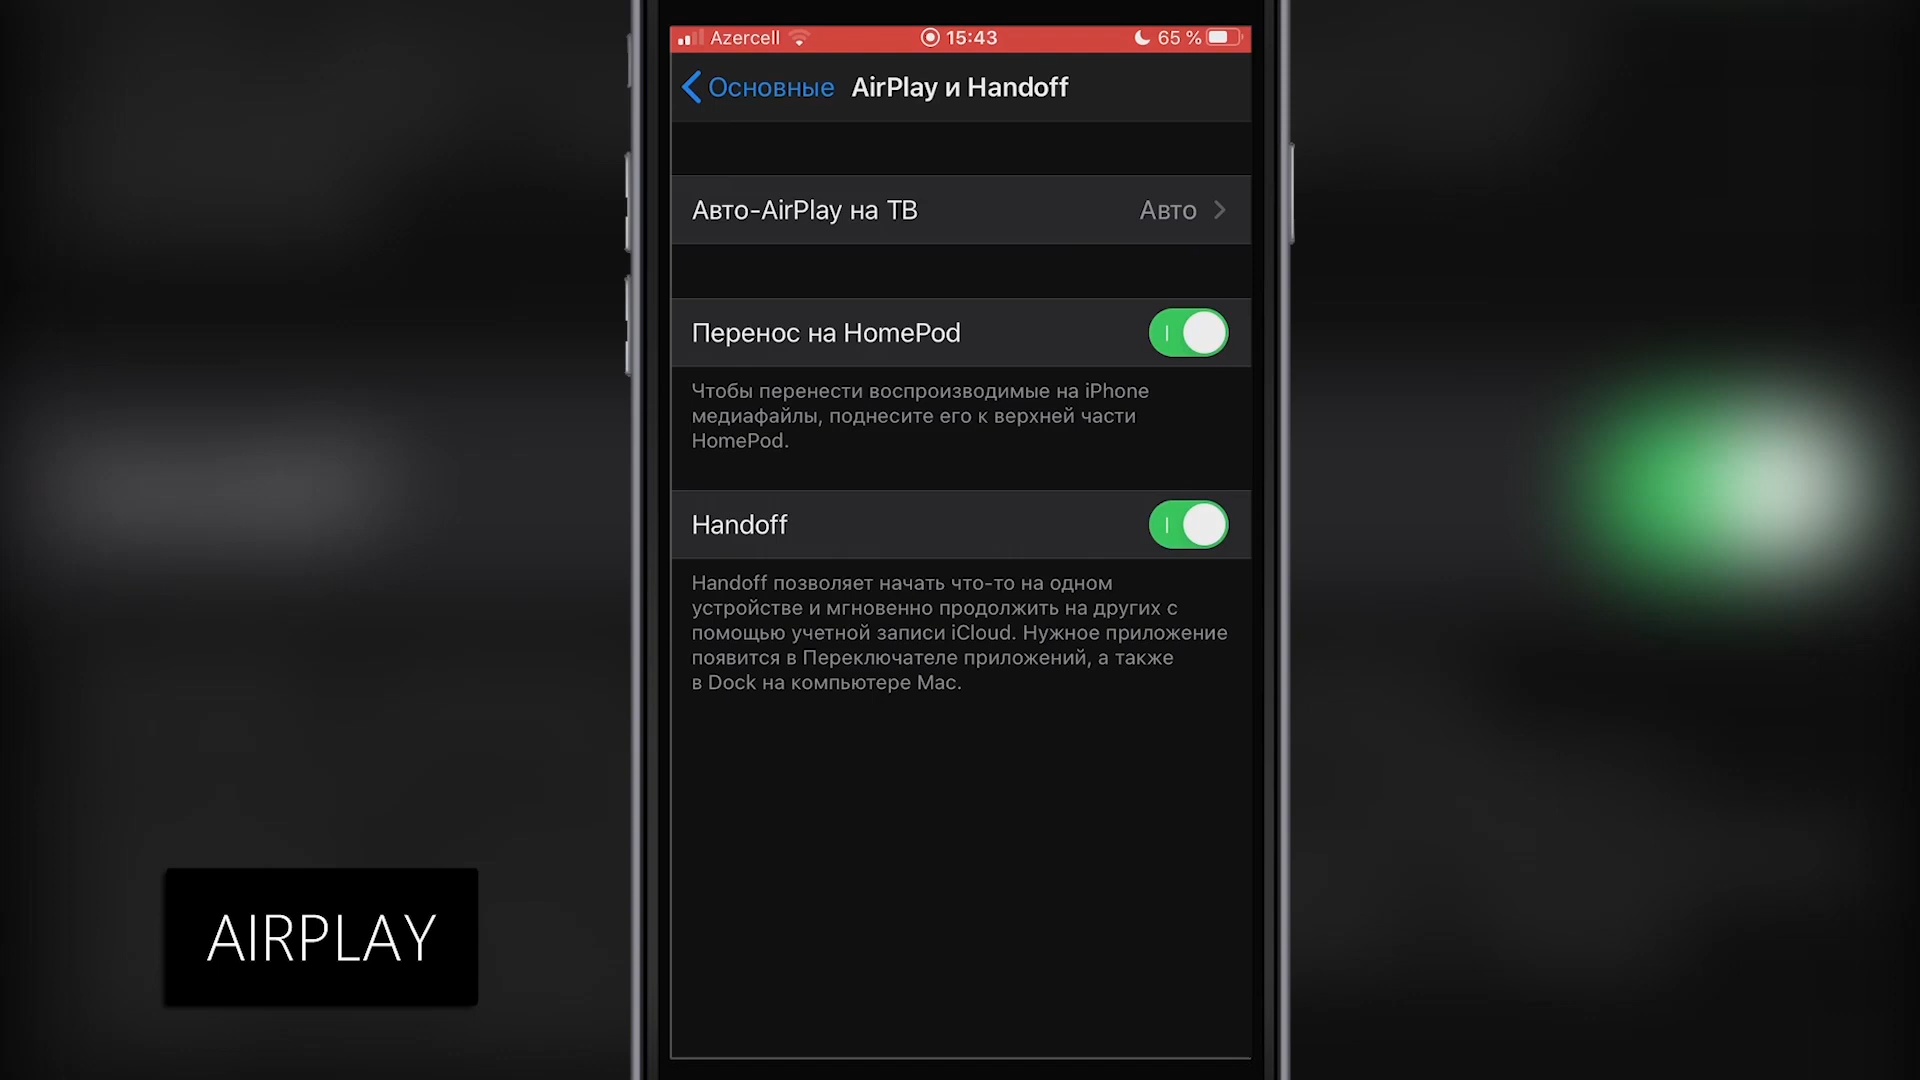 Azercell 15:43 65 %
Основные AirPlay и Handoff
Авто-AirPlay на ТВ Авто
Перенос на HomePod
Чтобы перенести воспроизводимые на iPhone
медиафайлы, поднесите его к верхней части
HomePod.
Handoff
Handoff позволяет начать что-то на одном
устройстве и мгновенно продолжить на других с
помощью учетной записи iCloud. Нужное приложение
появится в Переключателе приложений, а также
в Dock на компьютере Mac.
AIRPLAY